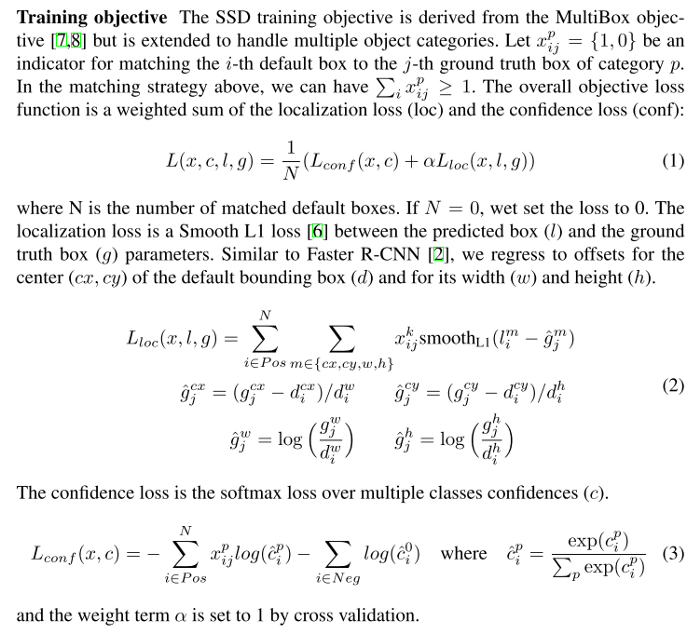 Training objective The SSD training objective is derived from the MultiBox objec-
tive [7,8] but is extended to handle multiple object categories. Let $x_{ij}^{p} = \{1, 0\}$ be an
indicator for matching the $i$-th default box to the $j$-th ground truth box of category $p$.
In the matching strategy above, we can have $\sum_i x_{ij}^{p} \geq 1$. The overall objective loss
function is a weighted sum of the localization loss (loc) and the confidence loss (conf):
$L(x, c, l, g) = \frac{1}{N}(L_{conf}(x, c) + \alpha L_{loc}(x, l, g))$ (1)
where N is the number of matched default boxes. If $N = 0$, wet set the loss to 0. The
localization loss is a Smooth L1 loss [6] between the predicted box ($l$) and the ground
truth box ($g$) parameters. Similar to Faster R-CNN [2], we regress to offsets for the
center ($cx, cy$) of the default bounding box ($d$) and for its width ($w$) and height ($h$).
$L_{loc}(x, l, g) = \sum_{i \in Pos}^{N} \sum_{m \in \{cx, cy, w, h\}} x_{ij}^{k} \text{smooth}_{L1}(l_i^m - \hat{g}_j^m)$
$\hat{g}_j^{cx} = (g_j^{cx} - d_i^{cx}) / d_i^w \quad \hat{g}_j^{cy} = (g_j^{cy} - d_i^{cy}) / d_i^h$ (2)
$\hat{g}_j^w = \log\left(\frac{g_j^w}{d_i^w}\right) \quad \hat{g}_j^h = \log\left(\frac{g_j^h}{d_i^h}\right)$
The confidence loss is the softmax loss over multiple classes confidences ($c$).
$L_{conf}(x, c) = -\sum_{i \in Pos}^{N} x_{ij}^{p} log(\hat{c}_i^p) - \sum_{i \in Neg} log(\hat{c}_i^0) \quad \text{where} \quad \hat{c}_i^p = \frac{\exp(c_i^p)}{\sum_p \exp(c_i^p)}$ (3)
and the weight term $\alpha$ is set to 1 by cross validation.